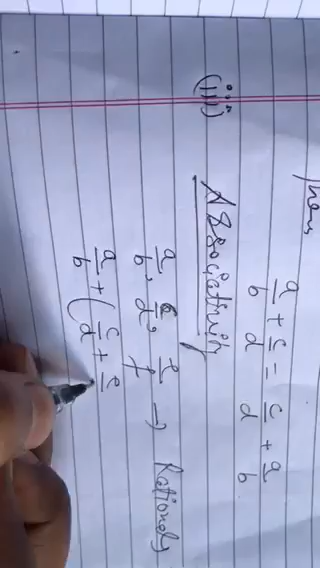 then
a/b + c/d = c/d + a/b
(iii) Associativity
a/b, c/d, e/f → Rationals
a/b + (c/d + e